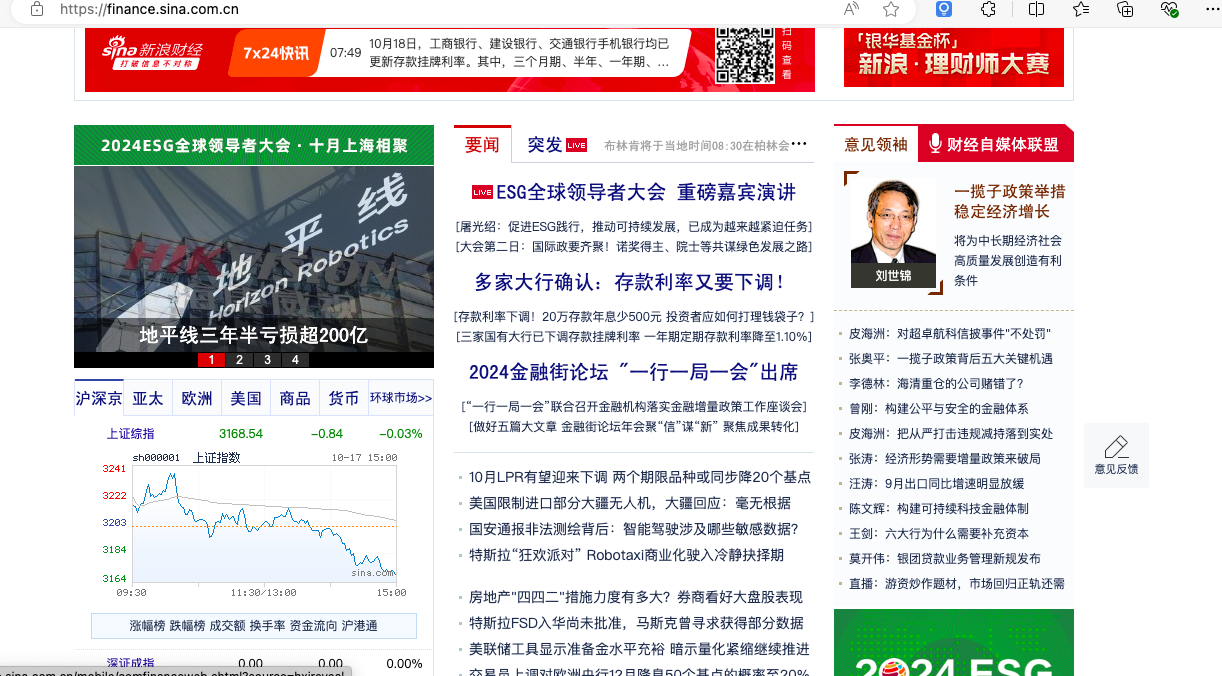 https://finance.sina.com.cn
sina 新浪财经
打破信息不对称
7x24快讯
07:49
10月18日，工商银行、建设银行、交通银行手机银行均已
更新存款挂牌利率。其中，三个月期、半年、一年期、...
扫码查看
「银华基金杯」
新浪·理财师大赛
2024ESG全球领导者大会·十月上海相聚
地平线
Horizon Robotics
地平线三年半亏损超200亿
1 2 3 4
沪深京 亚太 欧洲 美国 商品 货币 环球市场>>
上证综指 3168.54 -0.84 -0.03%
sh000001 上证指数 10-17 15:00
3241
3222
3203
3184
3164
sina.com
09:30 11:30/13:00 15:00
涨幅榜 跌幅榜 成交额 换手率 资金流向 沪港通
深证成指 0.00 0.00 0.00%
要闻 突发 LIVE 布林肯将于当地时间08:30在柏林会···
LIVE ESG全球领导者大会 重磅嘉宾演讲
[屠光绍：促进ESG践行，推动可持续发展，已成为越来越紧迫任务]
[大会第二日：国际政要齐聚！诺奖得主、院士等共谋绿色发展之路]
多家大行确认：存款利率又要下调！
[存款利率下调！20万存款年息少500元 投资者应如何打理钱袋子？]
[三家国有大行已下调存款挂牌利率 一年期定期存款利率降至1.10%]
2024金融街论坛 "一行一局一会"出席
[“一行一局一会”联合召开金融机构落实金融增量政策工作座谈会]
[做好五篇大文章 金融街论坛年会聚“信”谋“新” 聚焦成果转化]
10月LPR有望迎来下调 两个期限品种或同步降20个基点
美国限制进口部分大疆无人机，大疆回应：毫无根据
国安通报非法测绘背后：智能驾驶涉及哪些敏感数据?
特斯拉“狂欢派对” Robotaxi商业化驶入冷静抉择期
房地产"四四二"措施力度有多大？券商看好大盘股表现
特斯拉FSD入华尚未批准，马斯克曾寻求获得部分数据
美联储工具显示准备金水平充裕 暗示量化紧缩继续推进
交易员上调对欧洲央行12月降息50个基点的概率至20%
意见领袖 财经自媒体联盟
刘世锦
一揽子政策举措
稳定经济增长
将为中长期经济社会
高质量发展创造有利
条件
皮海洲：对超卓航科信披事件"不处罚"
张奥平：一揽子政策背后五大关键机遇
李德林：海清重仓的公司赌错了?
曾刚：构建公平与安全的金融体系
皮海洲：把从严打击违规减持落到实处
张涛：经济形势需要增量政策来破局
汪涛：9月出口同比增速明显放缓
陈文辉：构建可持续科技金融体制
王剑：六大行为什么需要补充资本
莫开伟：银团贷款业务管理新规发布
直播：游资炒作题材，市场回归正轨还需
2024 ESG
意见反馈